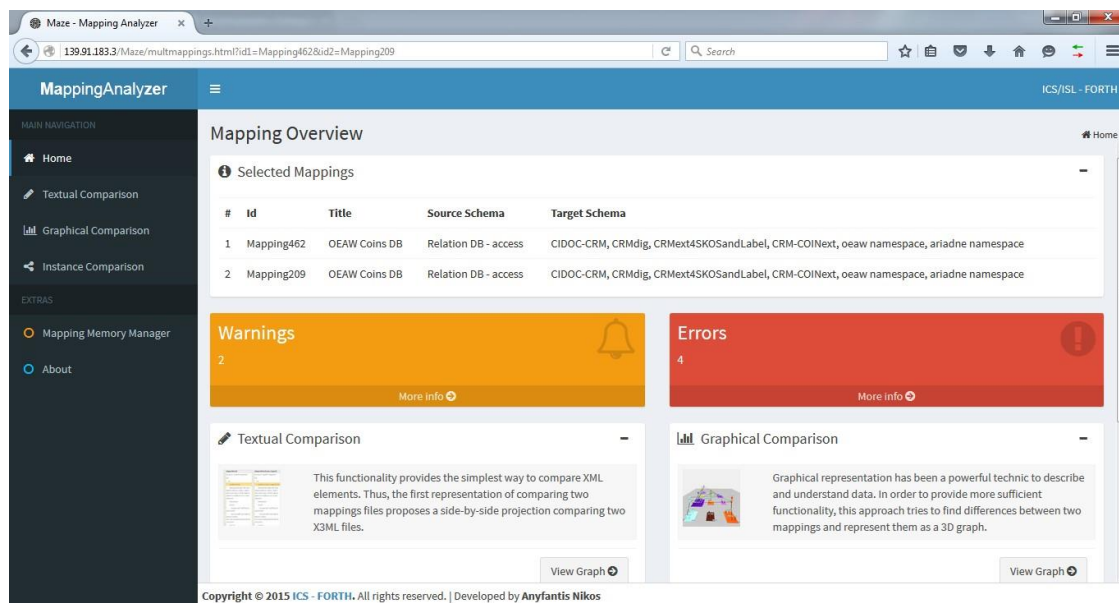 Maze - Mapping Analyzer
139.91.183.3/Maze/multmappings.html?id1=Mapping462&id2=Mapping209
Search
MappingAnalyzer
ICS/ISL - FORTH
MAIN NAVIGATION
Home
Textual Comparison
Graphical Comparison
Instance Comparison
EXTRAS
Mapping Memory Manager
About
Mapping Overview
Home
Selected Mappings
# Id Title Source Schema Target Schema
1 Mapping462 OEAW Coins DB Relation DB - access CIDOC-CRM, CRMdig, CRMext4SKOSandLabel, CRM-COINext, oeaw namespace, ariadne namespace
2 Mapping209 OEAW Coins DB Relation DB - access CIDOC-CRM, CRMdig, CRMext4SKOSandLabel, CRM-COINext, oeaw namespace, ariadne namespace
Warnings
2
More info
Errors
4
More info
Textual Comparison
This functionality provides the simplest way to compare XML
elements. Thus, the first representation of comparing two
mappings files proposes a side-by-side projection comparing two
X3ML files.
View Graph
Graphical Comparison
Graphical representation has been a powerful technic to describe
and understand data. In order to provide more sufficient
functionality, this approach tries to find differences between two
mappings and represent them as a 3D graph.
View Graph
Copyright © 2015 ICS - FORTH. All rights reserved. | Developed by Anyfantis Nikos